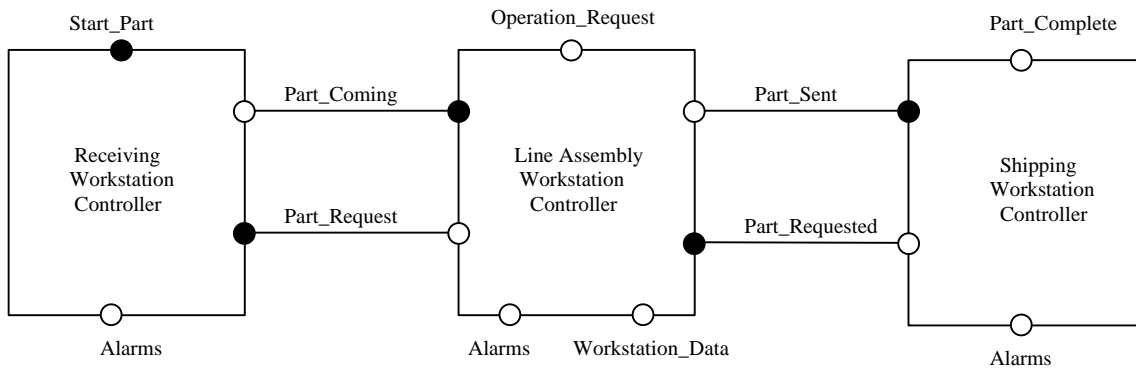 Start_Part
Operation_Request
Part_Complete
Part_Coming
Part_Sent
Receiving
Workstation
Controller
Line Assembly
Workstation
Controller
Shipping
Workstation
Controller
Part_Request
Part_Requested
Alarms
Alarms
Workstation_Data
Alarms